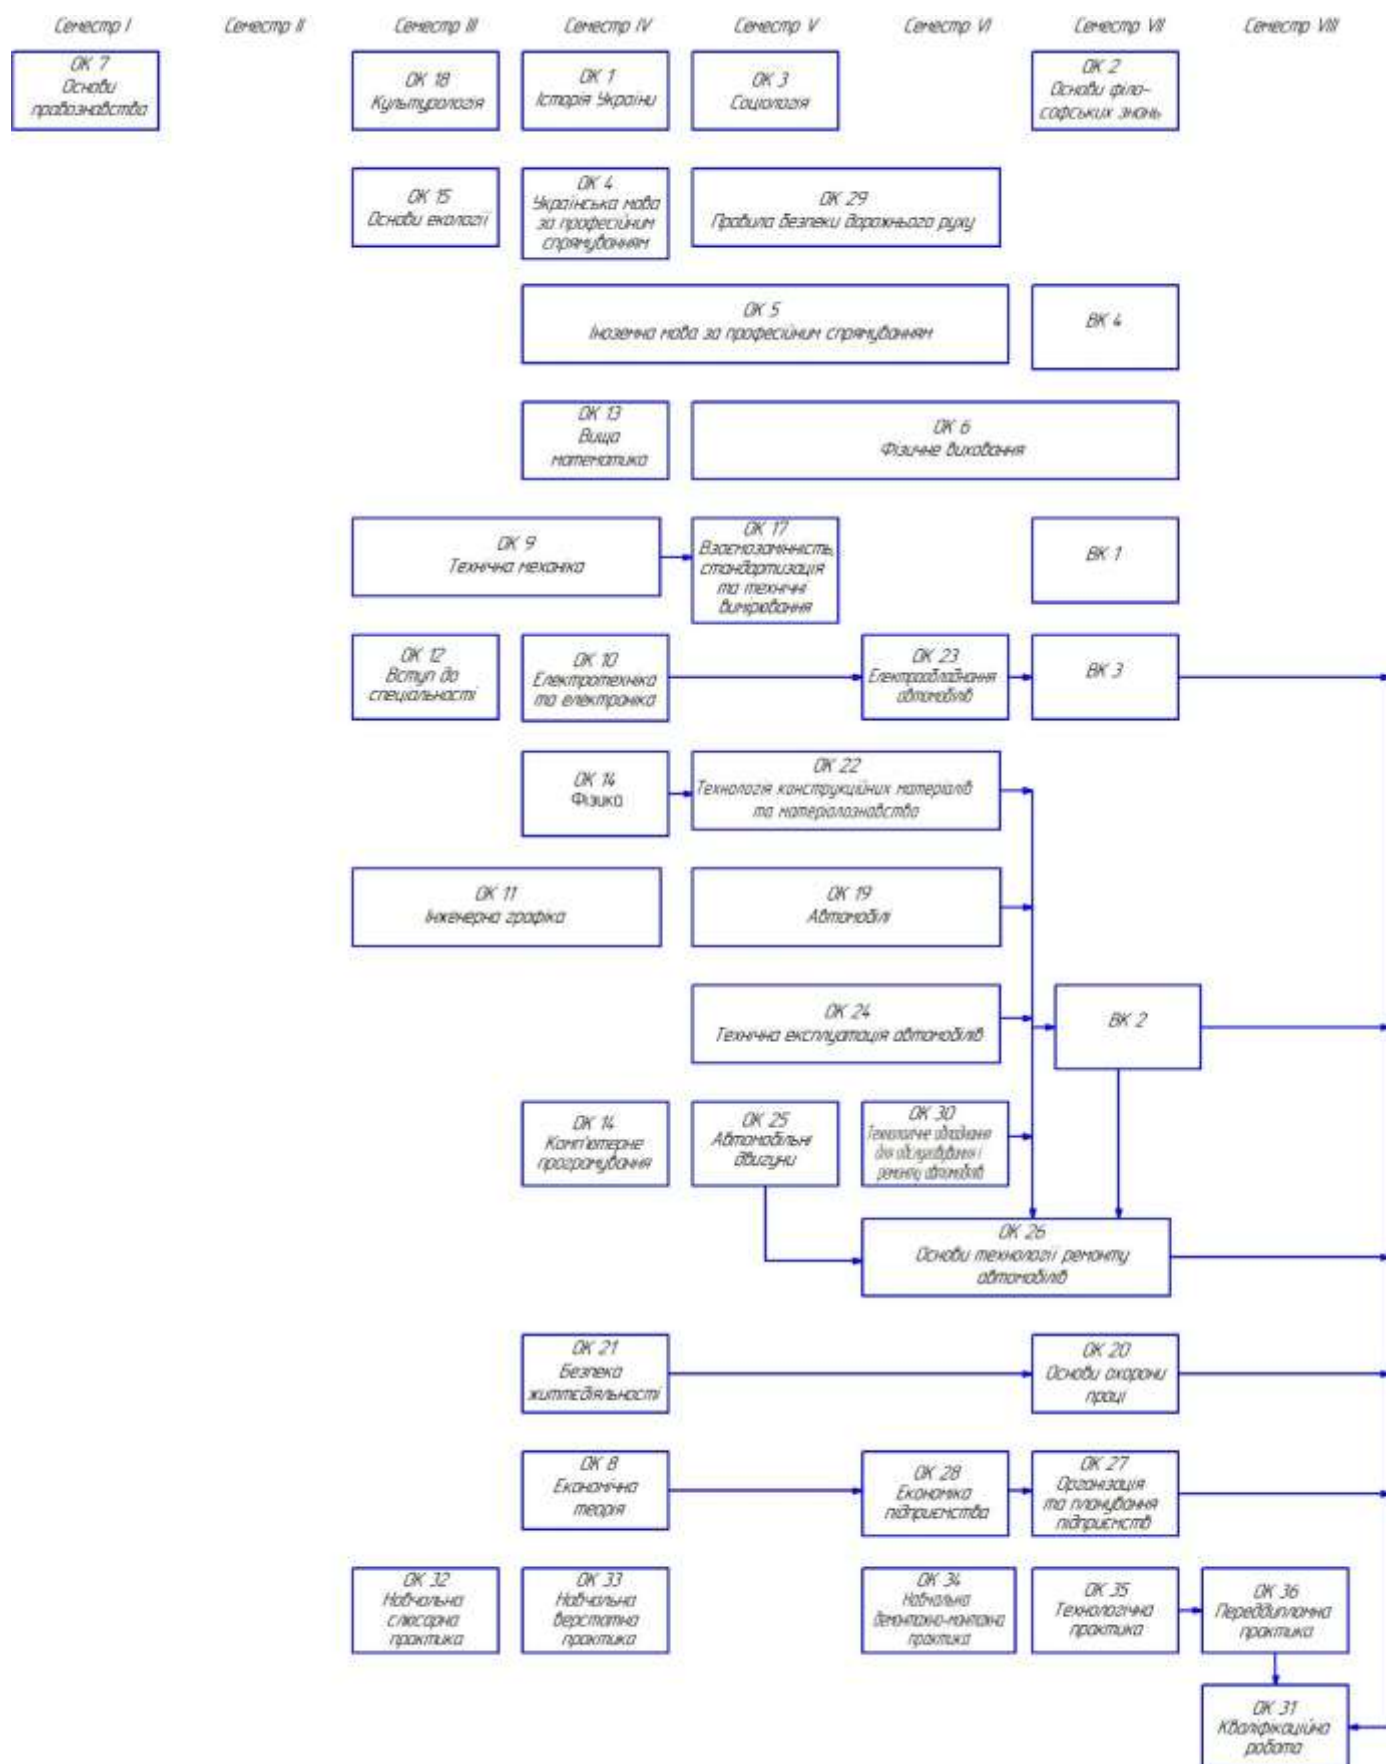 Семестр I
Семестр II
Семестр III
Семестр IV
Семестр V
Семестр VI
Семестр VII
Семестр VIII
ОК 7
Основи
правознавства
ОК 18
Культурологія
ОК 1
Історія України
ОК 3
Соціологія
ОК 2
Основи філо-
софських знань
ОК 15
Основи екології
ОК 4
Українська мова
за професійним
спрямуванням
ОК 29
Правила безпеки дорожнього руху
ОК 5
Іноземна мова за професійним спрямуванням
ВК 4
ОК 13
Вища
математика
ОК 6
Фізичне виховання
ОК 9
Технічна механіка
ОК 17
Взаємозамінність,
стандартизація
та технічні
вимірювання
ВК 1
ОК 12
Вступ до
спеціальності
ОК 10
Електротехніка
та електроніка
ОК 23
Електрообладнання
автомобілів
ВК 3
ОК 14
Фізика
ОК 22
Технологія конструкційних матеріалів
та матеріалознавства
ОК 11
Інженерна графіка
ОК 19
Автомобілі
ОК 24
Технічна експлуатація автомобілів
ВК 2
ОК 14
Комп'ютерне
програмування
ОК 25
Автомобільні
двигуни
ОК 30
Технологічне обладнання
для обслуговування і
ремонту автомобілів
ОК 26
Основи технології ремонту
автомобілів
ОК 21
Безпека
життєдіяльності
ОК 20
Основи охорони
праці
ОК 8
Економічна
теорія
ОК 28
Економіка
підприємства
ОК 27
Організація
та планування
підприємств
ОК 32
Навчальна
слюсарна
практика
ОК 33
Навчальна
верстатна
практика
ОК 34
Навчальна
демонтажно-монтажна
практика
ОК 35
Технологічна
практика
ОК 36
Переддипломна
практика
ОК 31
Кваліфікаційна
робота